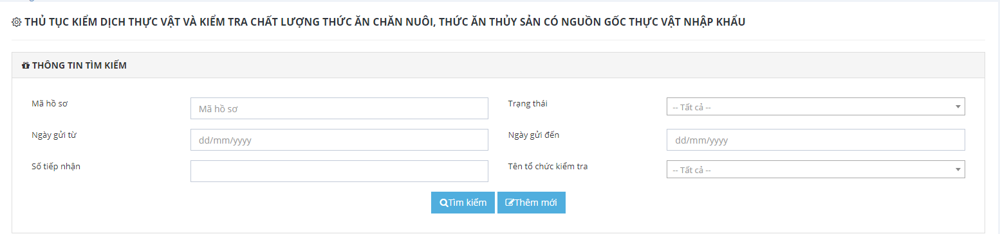 THỦ TỤC KIỂM DỊCH THỰC VẬT VÀ KIỂM TRA CHẤT LƯỢNG THỨC ĂN CHĂN NUÔI, THỨC ĂN THỦY SẢN CÓ NGUỒN GỐC THỰC VẬT NHẬP KHẨU
THÔNG TIN TÌM KIẾM
Mã hồ sơ Mã hồ sơ Trạng thái -- Tất cả --
Ngày gửi từ dd/mm/yyyy Ngày gửi đến dd/mm/yyyy
Số tiếp nhận Tên tổ chức kiểm tra -- Tất cả --
Tìm kiếm Thêm mới